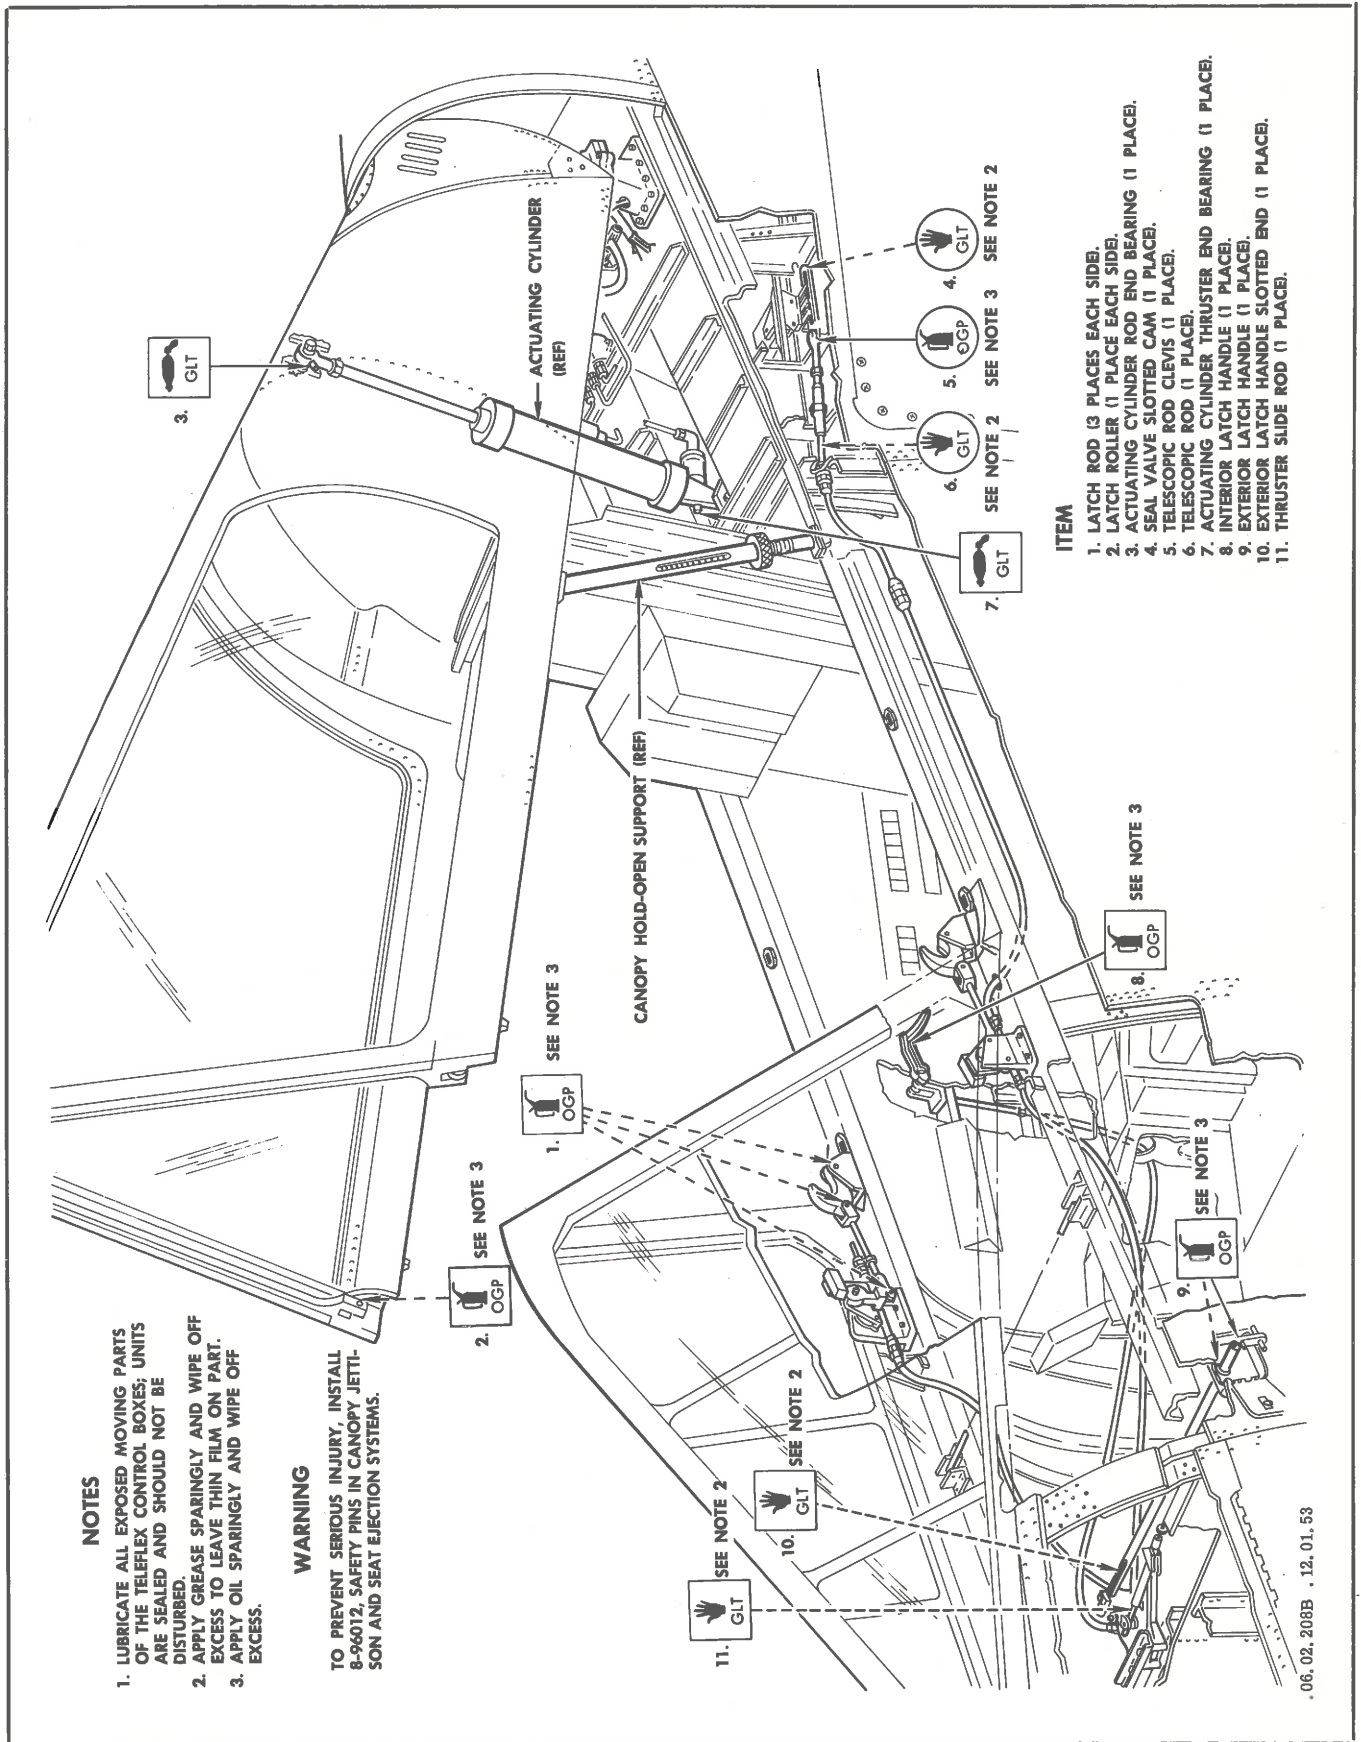 NOTES
1. LUBRICATE ALL EXPOSED MOVING PARTS
OF THE TELEFLEX CONTROL BOXES; UNITS
ARE SEALED AND SHOULD NOT BE
DISTURBED.
2. APPLY GREASE SPARINGLY AND WIPE OFF
EXCESS TO LEAVE THIN FILM ON PART.
3. APPLY OIL SPARINGLY AND WIPE OFF
EXCESS.
WARNING
TO PREVENT SERIOUS INJURY, INSTALL
8-96012, SAFETY PINS IN CANOPY JETTI-
SON AND SEAT EJECTION SYSTEMS.
3.
GLT
ACTUATING CYLINDER
(REF)
CANOPY HOLD-OPEN SUPPORT (REF)
2.
OGP
SEE NOTE 3
1.
OGP
SEE NOTE 3
11.
GLT
SEE NOTE 2
10.
GLT
SEE NOTE 2
9.
OGP
SEE NOTE 3
8.
OGP
SEE NOTE 3
7.
GLT
6.
GLT
SEE NOTE 2
5.
OGP
SEE NOTE 3
4.
GLT
SEE NOTE 2
ITEM
1. LATCH ROD (3 PLACES EACH SIDE).
2. LATCH ROLLER (1 PLACE EACH SIDE).
3. ACTUATING CYLINDER ROD END BEARING (1 PLACE).
4. SEAL VALVE SLOTTED CAM (1 PLACE).
5. TELESCOPIC ROD CLEVIS (1 PLACE).
6. TELESCOPIC ROD (1 PLACE).
7. ACTUATING CYLINDER THRUSTER END BEARING (1 PLACE).
8. INTERIOR LATCH HANDLE (1 PLACE).
9. EXTERIOR LATCH HANDLE (1 PLACE).
10. EXTERIOR LATCH HANDLE SLOTTED END (1 PLACE).
11. THRUSTER SLIDE ROD (1 PLACE).
.06.02.208B .12.01.53